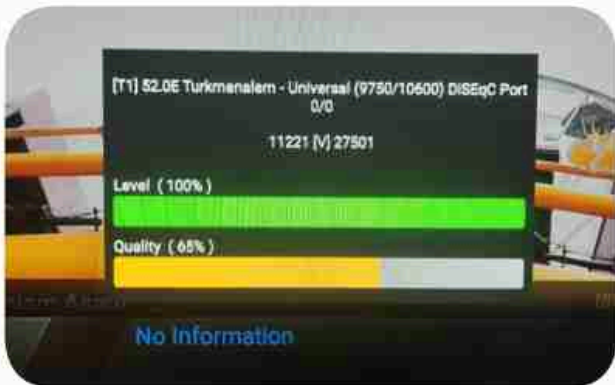 [T1] 52.0E Turkmenalem - Universal (9750/10600) DiSEqC Port
0/0
11221 [V] 27501
Level (100%)
Quality (65%)
No Information